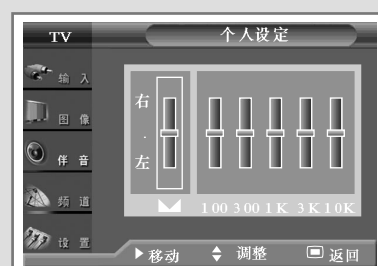 TV
个人设定
输入
图像
伴音
频道
设置
右
·
左
100 300 1K 3K 10K
移动 调整 返回